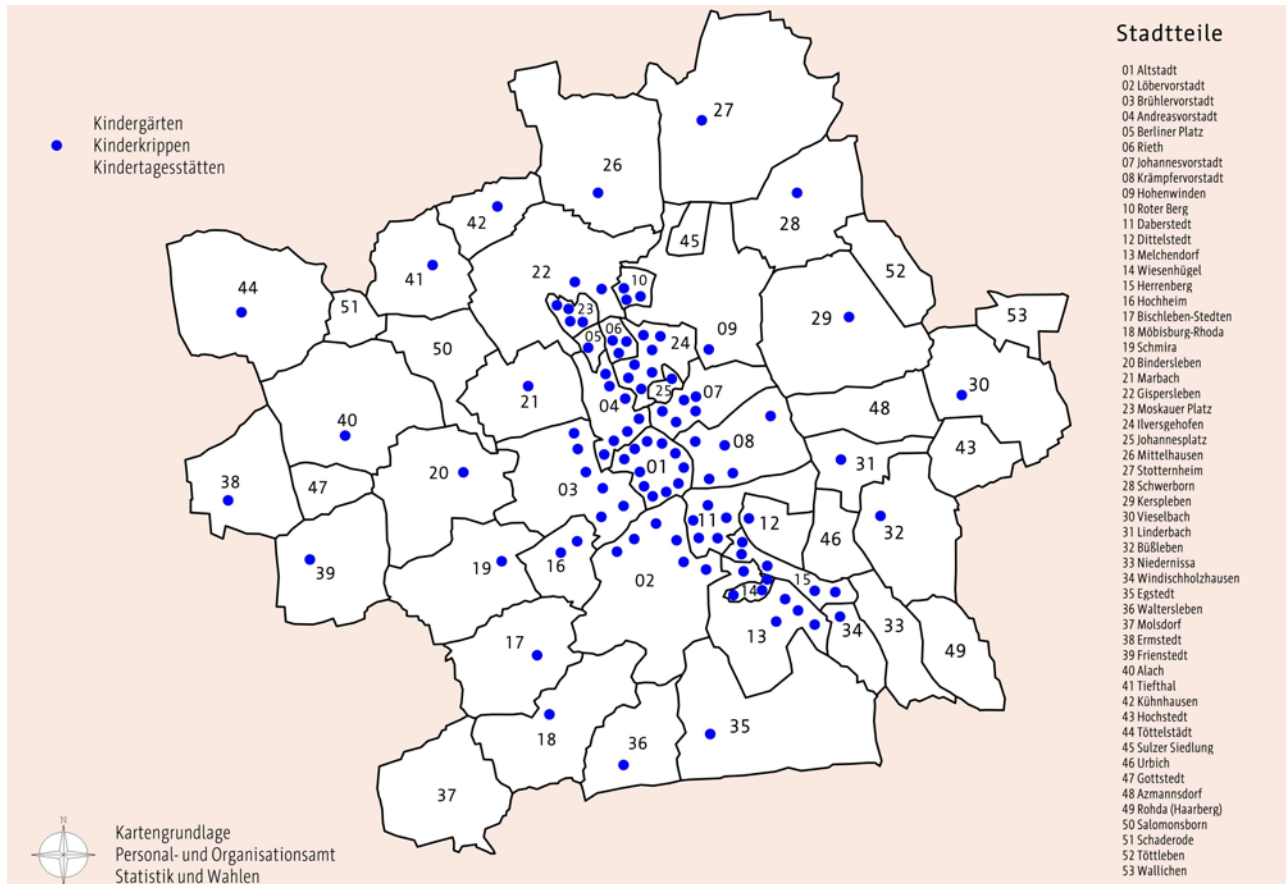 Kindergärten
Kinderkrippen
Kindertagesstätten
Stadtteile
01 Altstadt
02 Löbervorstadt
03 Brühlervorstadt
04 Andreasvorstadt
05 Berliner Platz
06 Rieth
07 Johannesvorstadt
08 Krämpfervorstadt
09 Hohenwinden
10 Roter Berg
11 Daberstedt
12 Dittelstedt
13 Melchendorf
14 Wiesenhügel
15 Herrenberg
16 Hochheim
17 Bischleben-Stedten
18 Möbisburg-Rhoda
19 Schmira
20 Bindersleben
21 Marbach
22 Gispersleben
23 Moskauer Platz
24 Ilversgehofen
25 Johannesplatz
26 Mittelhausen
27 Stotternheim
28 Schwerborn
29 Kerspleben
30 Vieselbach
31 Linderbach
32 Büßleben
33 Niedernissa
34 Windischholzhausen
35 Egstedt
36 Waltersleben
37 Molsdorf
38 Ermstedt
39 Frienstedt
40 Alach
41 Tiefthal
42 Kühnhausen
43 Hochstedt
44 Töttelstädt
45 Sulzer Siedlung
46 Urbich
47 Gottstedt
48 Azmannsdorf
49 Rohda (Haarberg)
50 Salomonsborn
51 Schaderode
52 Töttleben
53 Wallichen
27
26
28
42
45
41
22
10
52
44
51
23
29
53
06
05
09
50
24
30
21
25
07
04
48
40
08
43
01
31
20
38
47
03
11
12
32
46
16
39
19
02
15
14
33
34
13
17
49
35
18
36
37
N
Kartengrundlage
Personal- und Organisationsamt
Statistik und Wahlen